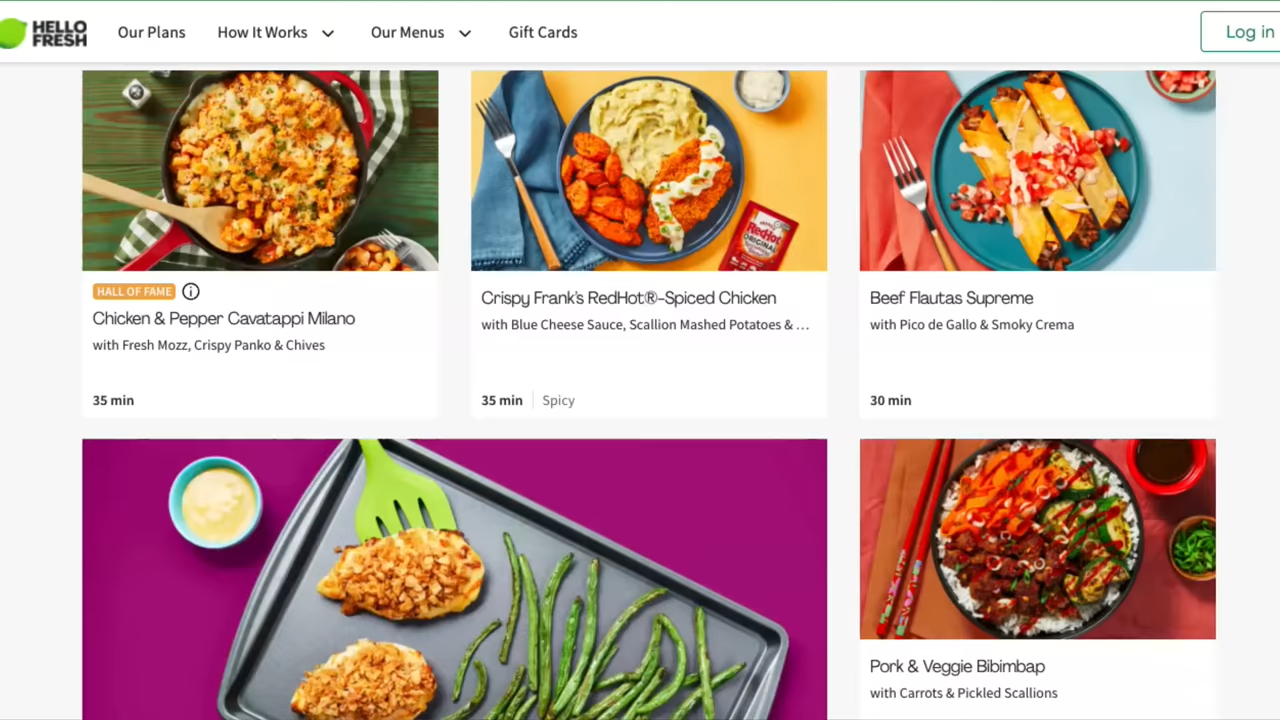 HELLO
FRESH
Our Plans
How It Works
Our Menus
Gift Cards
Log in
HALL OF FAME
Chicken & Pepper Cavatappi Milano
with Fresh Mozz, Crispy Panko & Chives
35 min
RedHot
ORIGINAL
Crispy Frank's RedHot®-Spiced Chicken
with Blue Cheese Sauce, Scallion Mashed Potatoes & …
35 min
Spicy
Beef Flautas Supreme
with Pico de Gallo & Smoky Crema
30 min
Pork & Veggie Bibimbap
with Carrots & Pickled Scallions